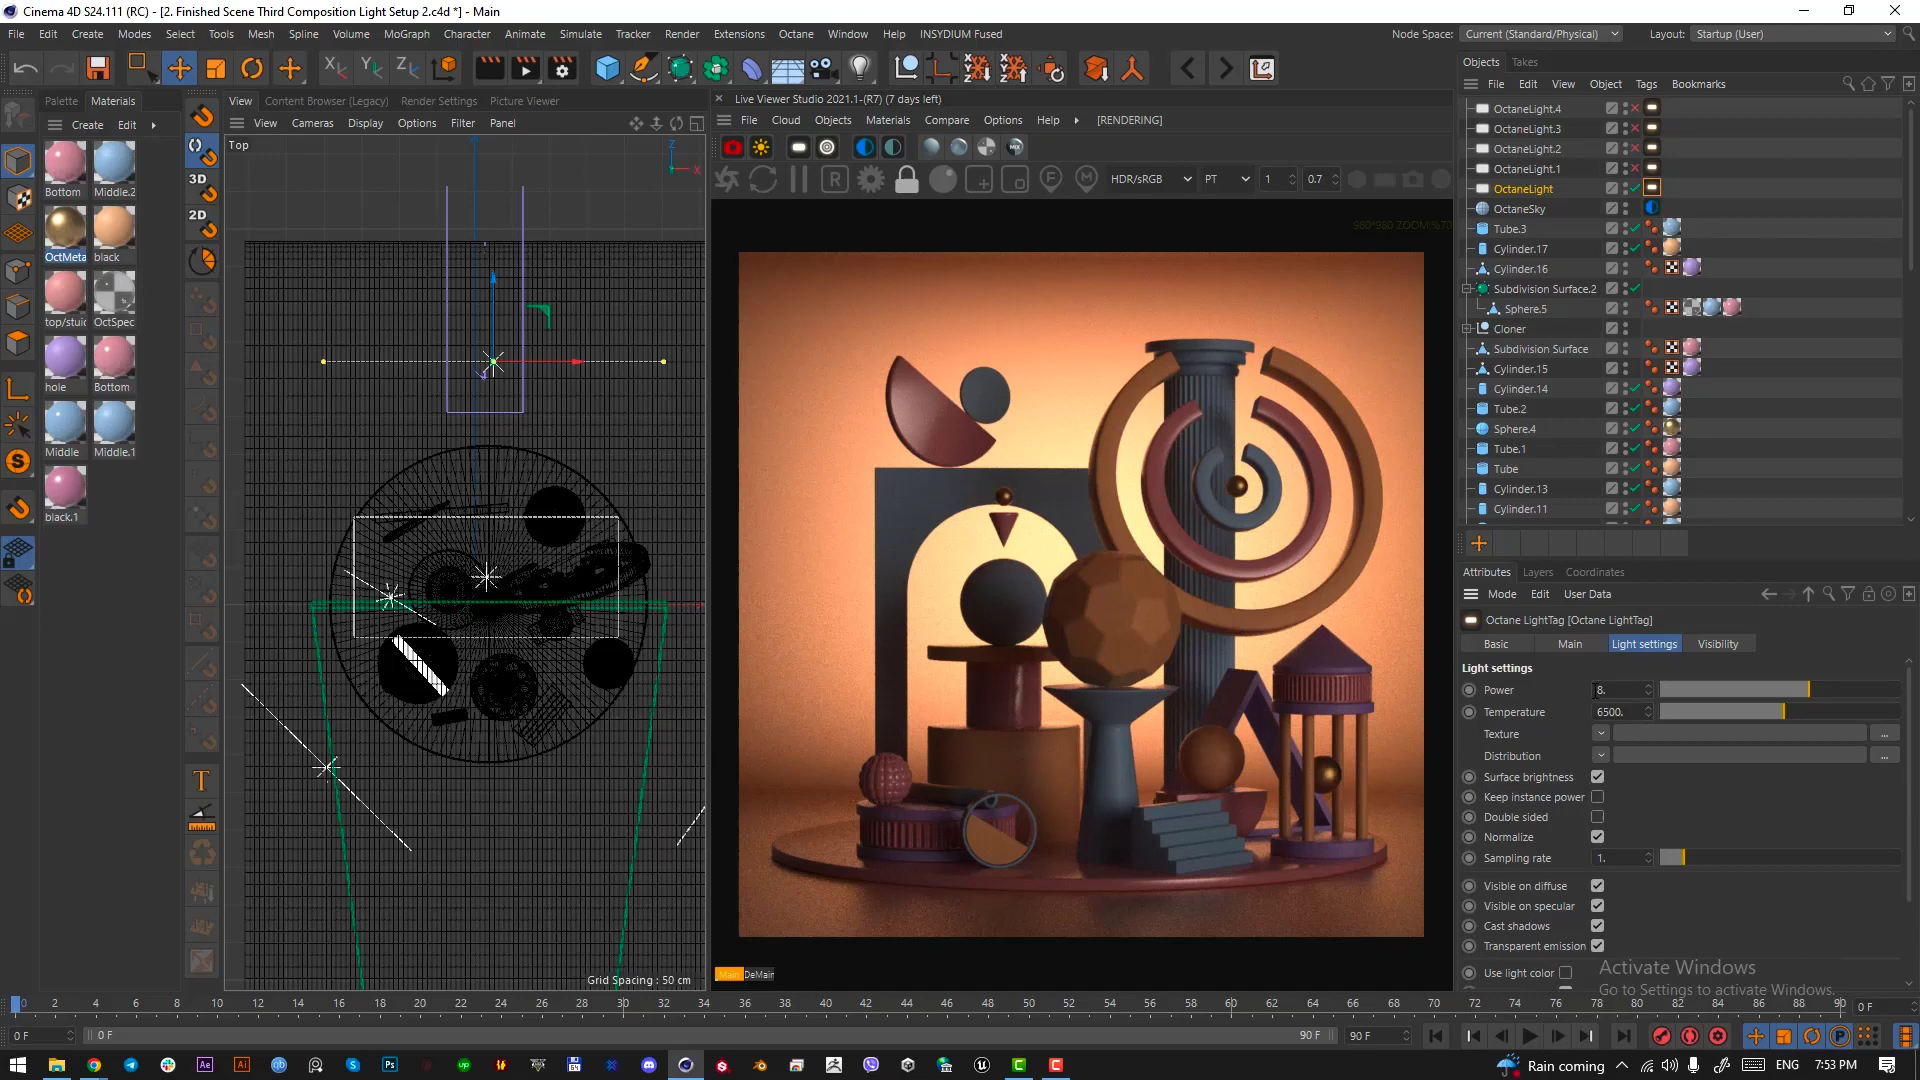 Cinema 4D S24.111 (RC) - [2. Finished Scene Third Composition Light Setup 2.c4d *] - Main
File Edit Create Modes Select Tools Mesh Spline Volume MoGraph Character Animate Simulate Tracker Render Extensions Octane Window Help INSYDIUM Fused
Node Space: Current (Standard/Physical) Layout: Startup (User)
Palette Materials
Create Edit
Bottom Middle.2
OctMeta black
top/stuic OctSpec
hole Bottom
Middle Middle.1
black.1
3D
2D
View Content Browser (Legacy) Render Settings Picture Viewer
View Cameras Display Options Filter Panel
Top
Z
X
Grid Spacing : 50 cm
Live Viewer Studio 2021.1-(R7) (7 days left)
File Cloud Objects Materials Compare Options Help [RENDERING]
HDR/sRGB PT 1 0.7
980*980 ZOOM:%70
Main DeMain
Objects Takes
File Edit View Object Tags Bookmarks
OctaneLight.4
OctaneLight.3
OctaneLight.2
OctaneLight.1
OctaneLight
OctaneSky
Tube.3
Cylinder.17
Cylinder.16
Subdivision Surface.2
Sphere.5
Cloner
Subdivision Surface
Cylinder.15
Cylinder.14
Tube.2
Sphere.4
Tube.1
Tube
Cylinder.13
Cylinder.11
Attributes Layers Coordinates
Mode Edit User Data
Octane LightTag [Octane LightTag]
Basic Main Light settings Visibility
Light settings
Power 8.
Temperature 6500.
Texture ...
Distribution ...
Surface brightness
Keep instance power
Double sided
Normalize
Sampling rate 1.
Visible on diffuse
Visible on specular
Cast shadows
Transparent emission
Use light color
Activate Windows
Go to Settings to activate Windows.
0 2 4 6 8 10 12 14 16 18 20 22 24 26 28 30 32 34 36 38 40 42 44 46 48 50 52 54 56 58 60 62 64 66 68 70 72 74 76 78 80 82 84 86 88 90 0 F
0 F 0 F 90 F 90 F
Rain coming ENG 7:53 PM